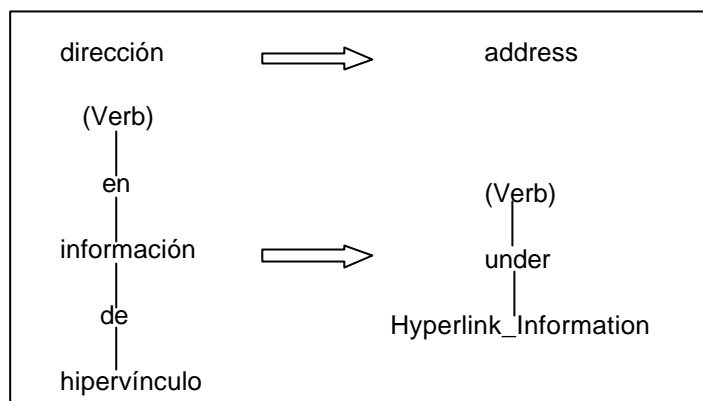 dirección address
(Verb)
en
información
de
hipervínculo
(Verb)
under
Hyperlink_Information